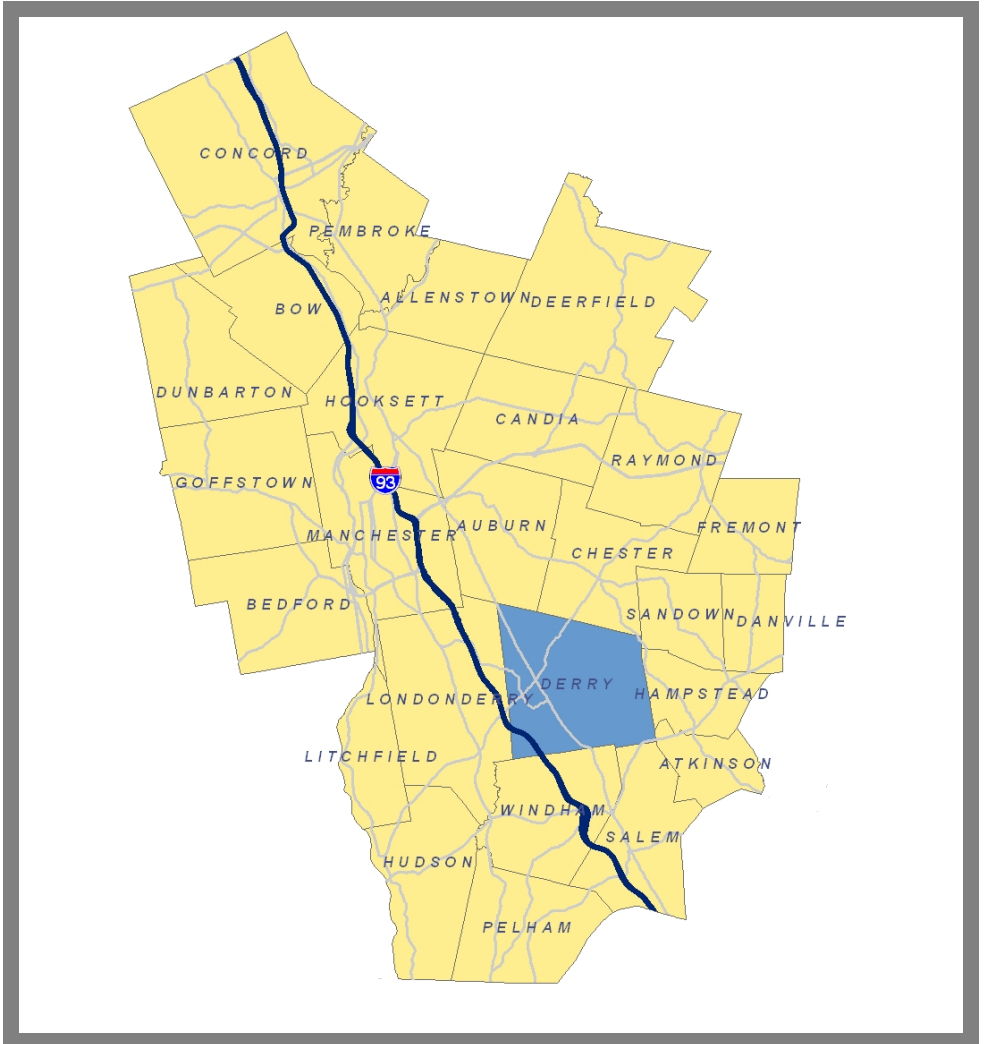 CONCORD
PEMBROKE
ALLENSTOWN
DEERFIELD
BOW
DUNBARTON
HOOKSETT
CANDIA
RAYMOND
93
GOFFSTOWN
MANCHESTER
AUBURN
FREMONT
CHESTER
BEDFORD
SANDOWN
DANVILLE
DERRY
HAMPSTEAD
LONDONDERRY
LITCHFIELD
ATKINSON
WINDHAM
SALEM
HUDSON
PELHAM